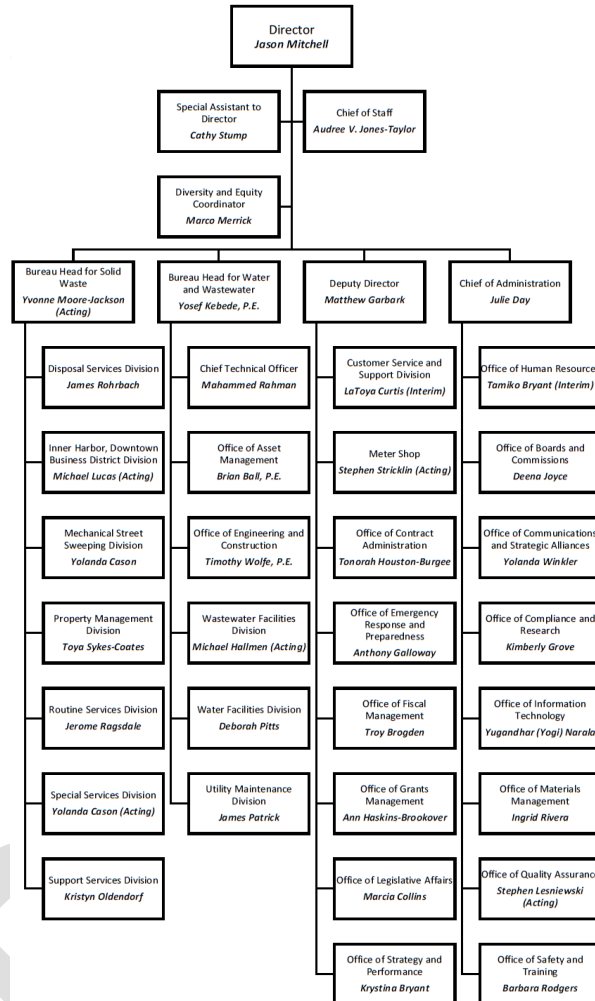 Director
Jason Mitchell
Special Assistant to
Director
Cathy Stump
Chief of Staff
Audree V. Jones-Taylor
Diversity and Equity
Coordinator
Marco Merrick
Bureau Head for Solid
Waste
Yvonne Moore-Jackson
(Acting)
Bureau Head for Water
and Wastewater
Yosef Kebede, P.E.
Deputy Director
Matthew Garbark
Chief of Administration
Julie Day
Disposal Services Division
James Rohrbach
Chief Technical Officer
Mahammed Rahman
Customer Service and
Support Division
LaToya Curtis (Interim)
Office of Human Resource
Tamiko Bryant (Interim)
Inner Harbor, Downtown
Business District Division
Michael Lucas (Acting)
Office of Asset
Management
Brian Ball, P.E.
Meter Shop
Stephen Stricklin (Acting)
Office of Boards and
Commissions
Deena Joyce
Mechanical Street
Sweeping Division
Yolanda Cason
Office of Engineering and
Construction
Timothy Wolfe, P.E.
Office of Contract
Administration
Tonorah Houston-Burgee
Office of Communications
and Strategic Alliances
Yolanda Winkler
Property Management
Division
Toya Sykes-Coates
Wastewater Facilities
Division
Michael Hallmen (Acting)
Office of Emergency
Response and
Preparedness
Anthony Galloway
Office of Compliance and
Research
Kimberly Grove
Routine Services Division
Jerome Ragsdale
Water Facilities Division
Deborah Pitts
Office of Fiscal
Management
Troy Brogden
Office of Information
Technology
Yugandhar (Yogi) Narala
Special Services Division
Yolanda Cason (Acting)
Utility Maintenance
Division
James Patrick
Office of Grants
Management
Ann Haskins-Brookover
Office of Materials
Management
Ingrid Rivera
Support Services Division
Kristyn Oldendorf
Office of Legislative Affairs
Marcia Collins
Office of Quality Assurance
Stephen Lesniewski
(Acting)
Office of Strategy and
Performance
Krystina Bryant
Office of Safety and
Training
Barbara Rodgers